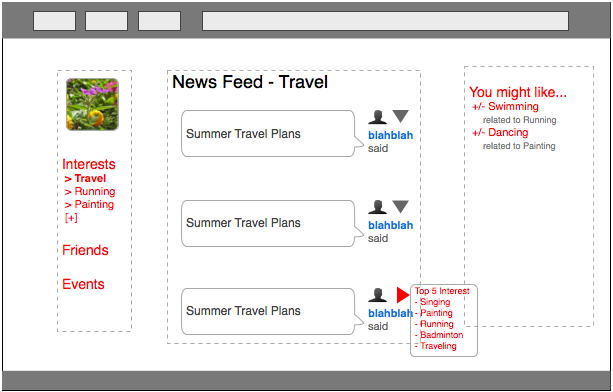 Interests
> Travel
> Running
> Painting
[+]
Friends
Events
News Feed - Travel
Summer Travel Plans
blahblah
said
Summer Travel Plans
blahblah
said
Summer Travel Plans
blahblah
said
Top 5 Interest
- Singing
- Painting
- Running
- Badminton
- Traveling
You might like...
+/- Swimming
related to Running
+/- Dancing
related to Painting